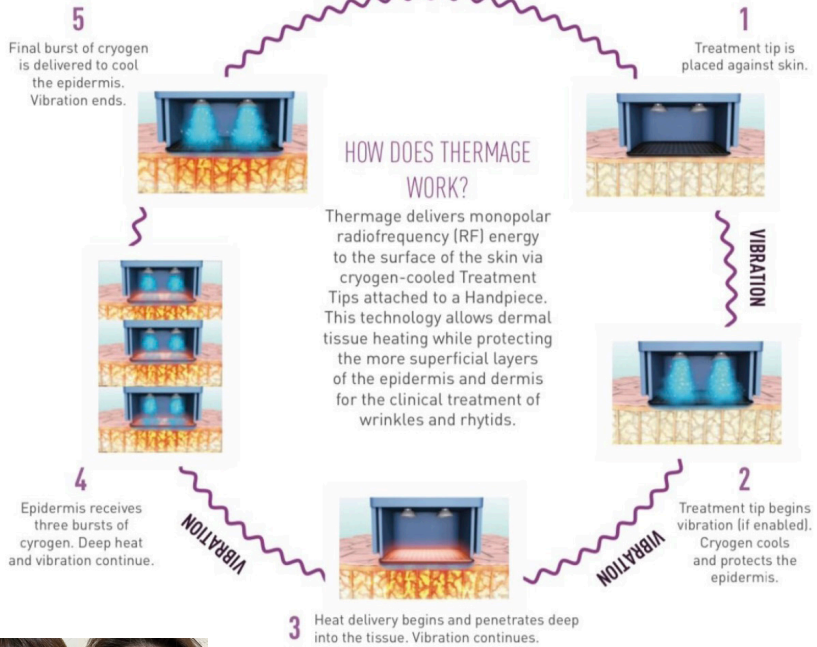 HOW DOES THERMAGE
WORK?
Thermage delivers monopolar
radiofrequency (RF) energy
to the surface of the skin via
cryogen-cooled Treatment
Tips attached to a Handpiece.
This technology allows dermal
tissue heating while protecting
the more superficial layers
of the epidermis and dermis
for the clinical treatment of
wrinkles and rhytids.
1
Treatment tip is
placed against skin.
VIBRATION
2
Treatment tip begins
vibration (if enabled).
Cryogen cools
and protects the
epidermis.
VIBRATION
3
Heat delivery begins and penetrates deep
into the tissue. Vibration continues.
VIBRATION
4
Epidermis receives
three bursts of
cyrogen. Deep heat
and vibration continue.
5
Final burst of cryogen
is delivered to cool
the epidermis.
Vibration ends.